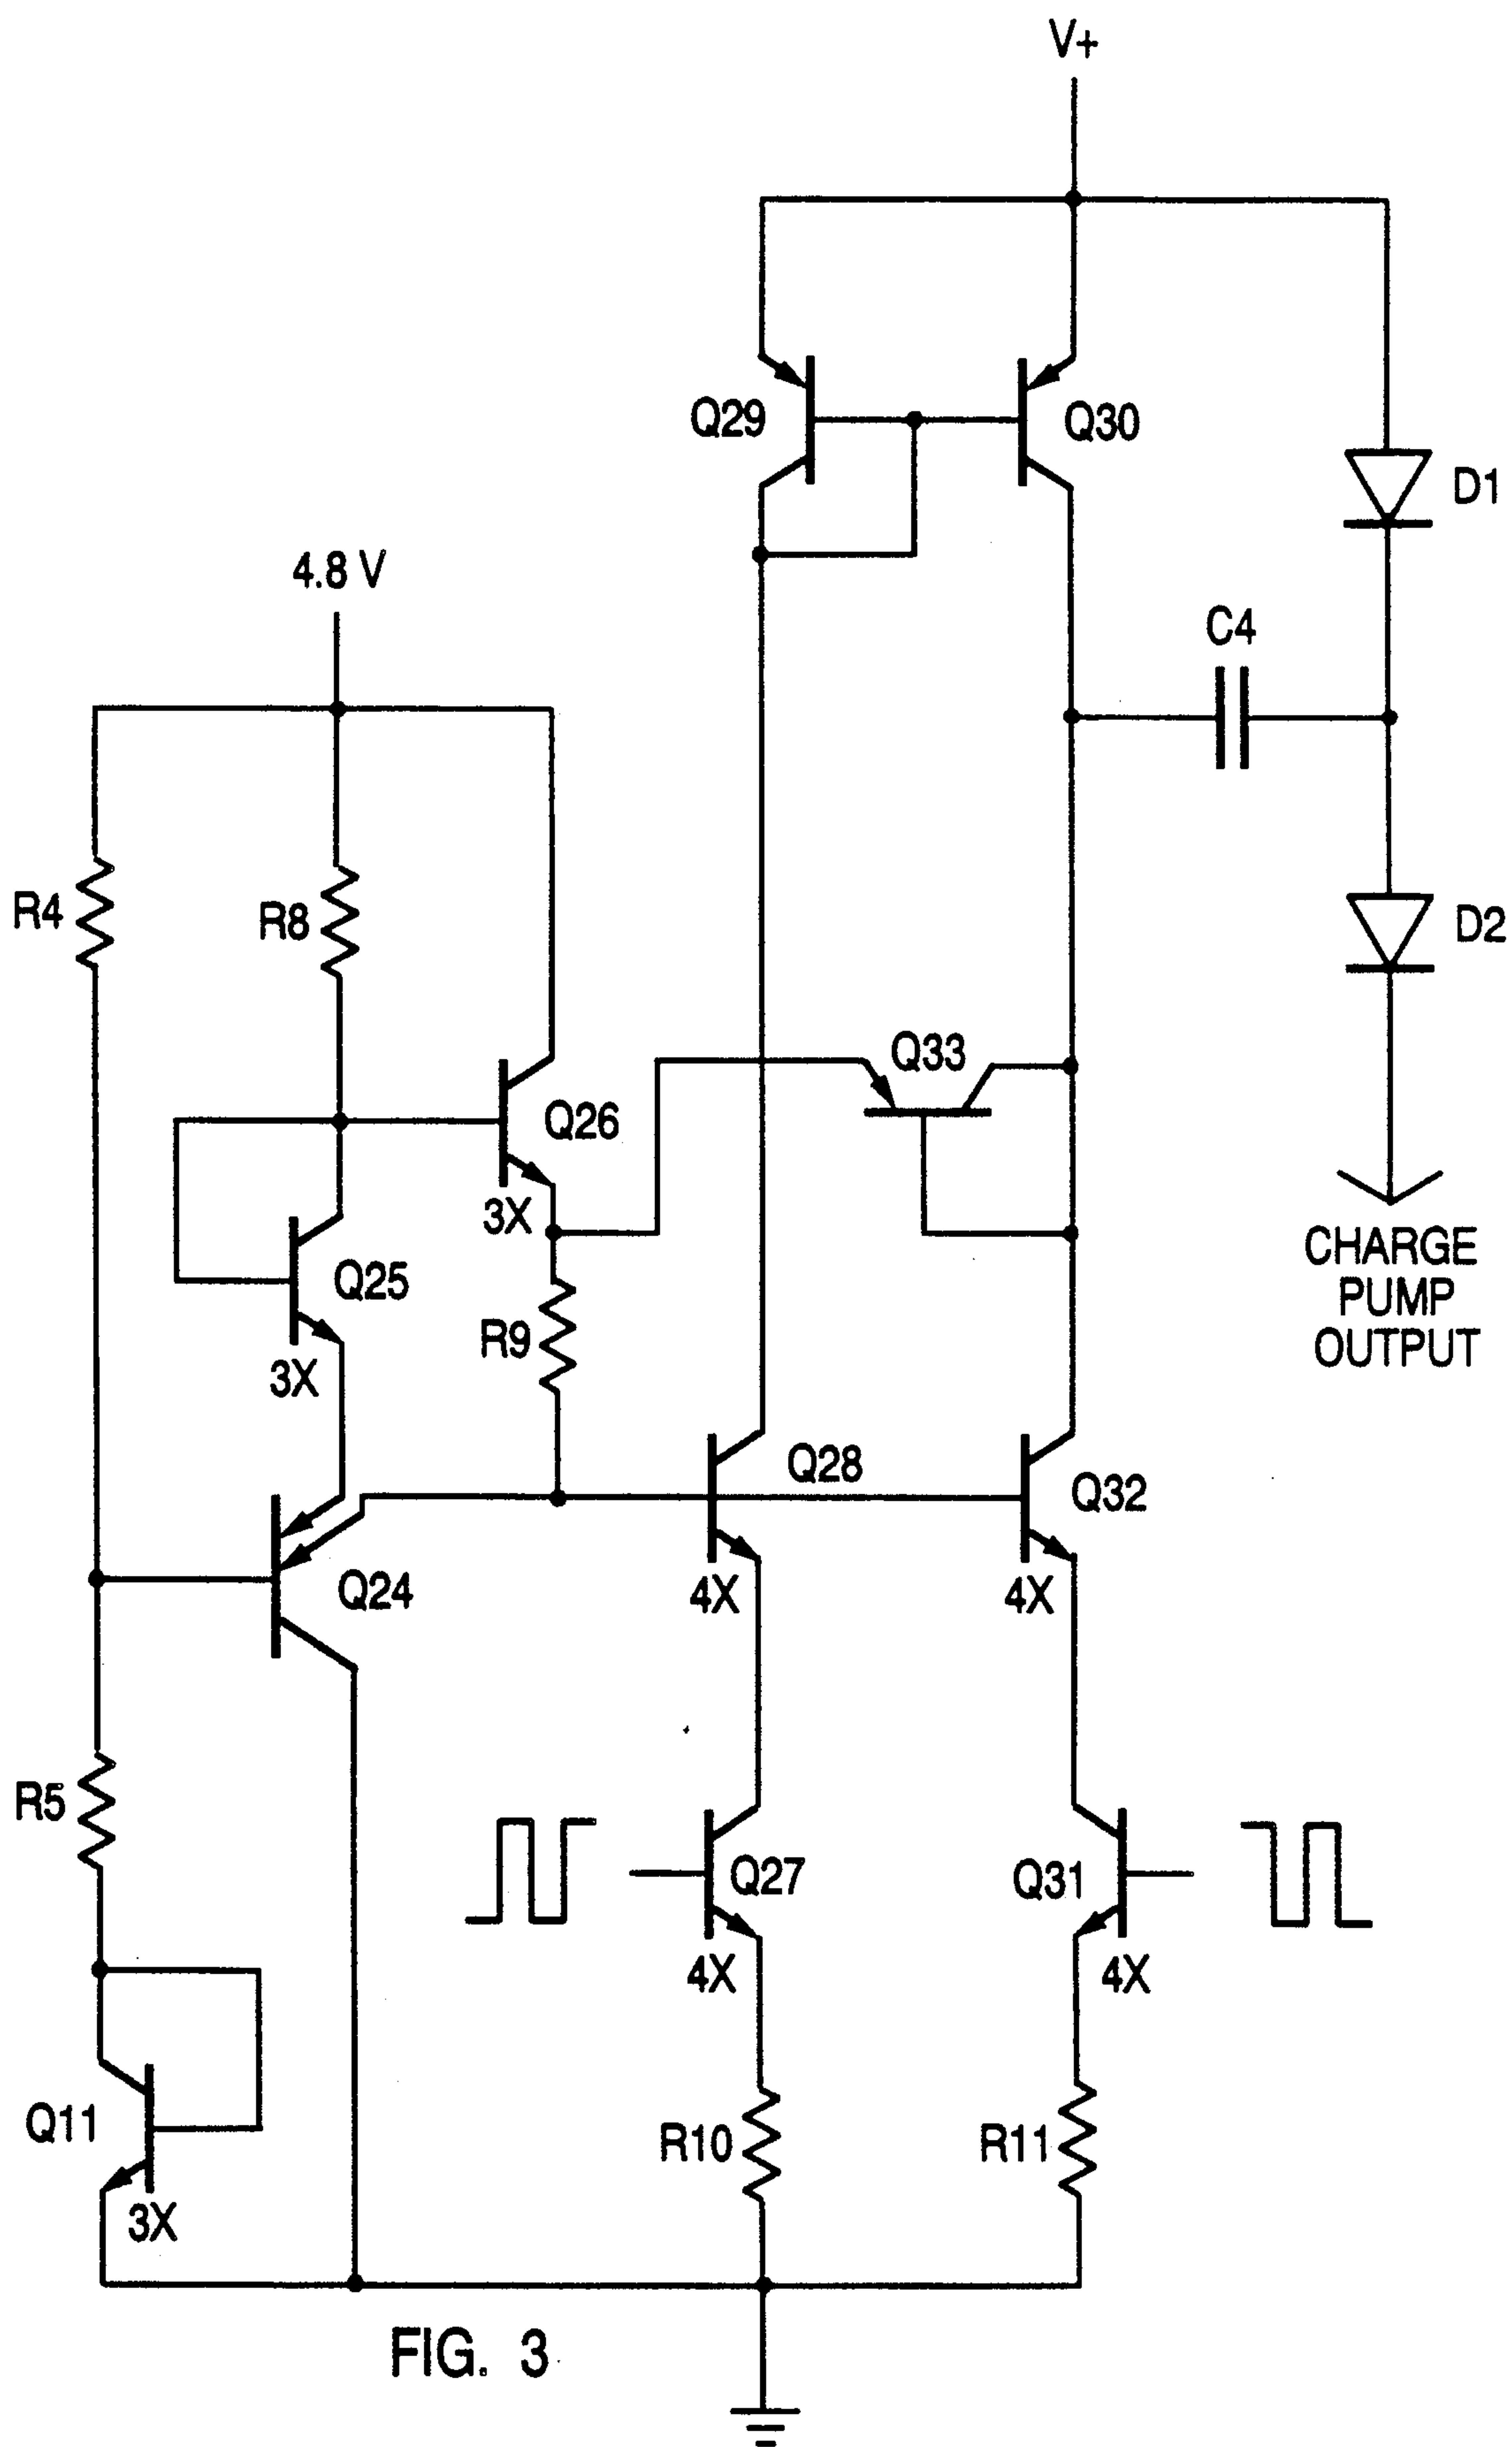 V+
Q29
Q30
D1
4.8 V
C4
R4
R8
D2
Q33
Q26
3X
Q25
3X
R9
CHARGE
PUMP
OUTPUT
Q28
Q32
Q24
4X
4X
R5
Q27
Q31
4X
4X
Q11
R10
R11
3X
FIG. 3